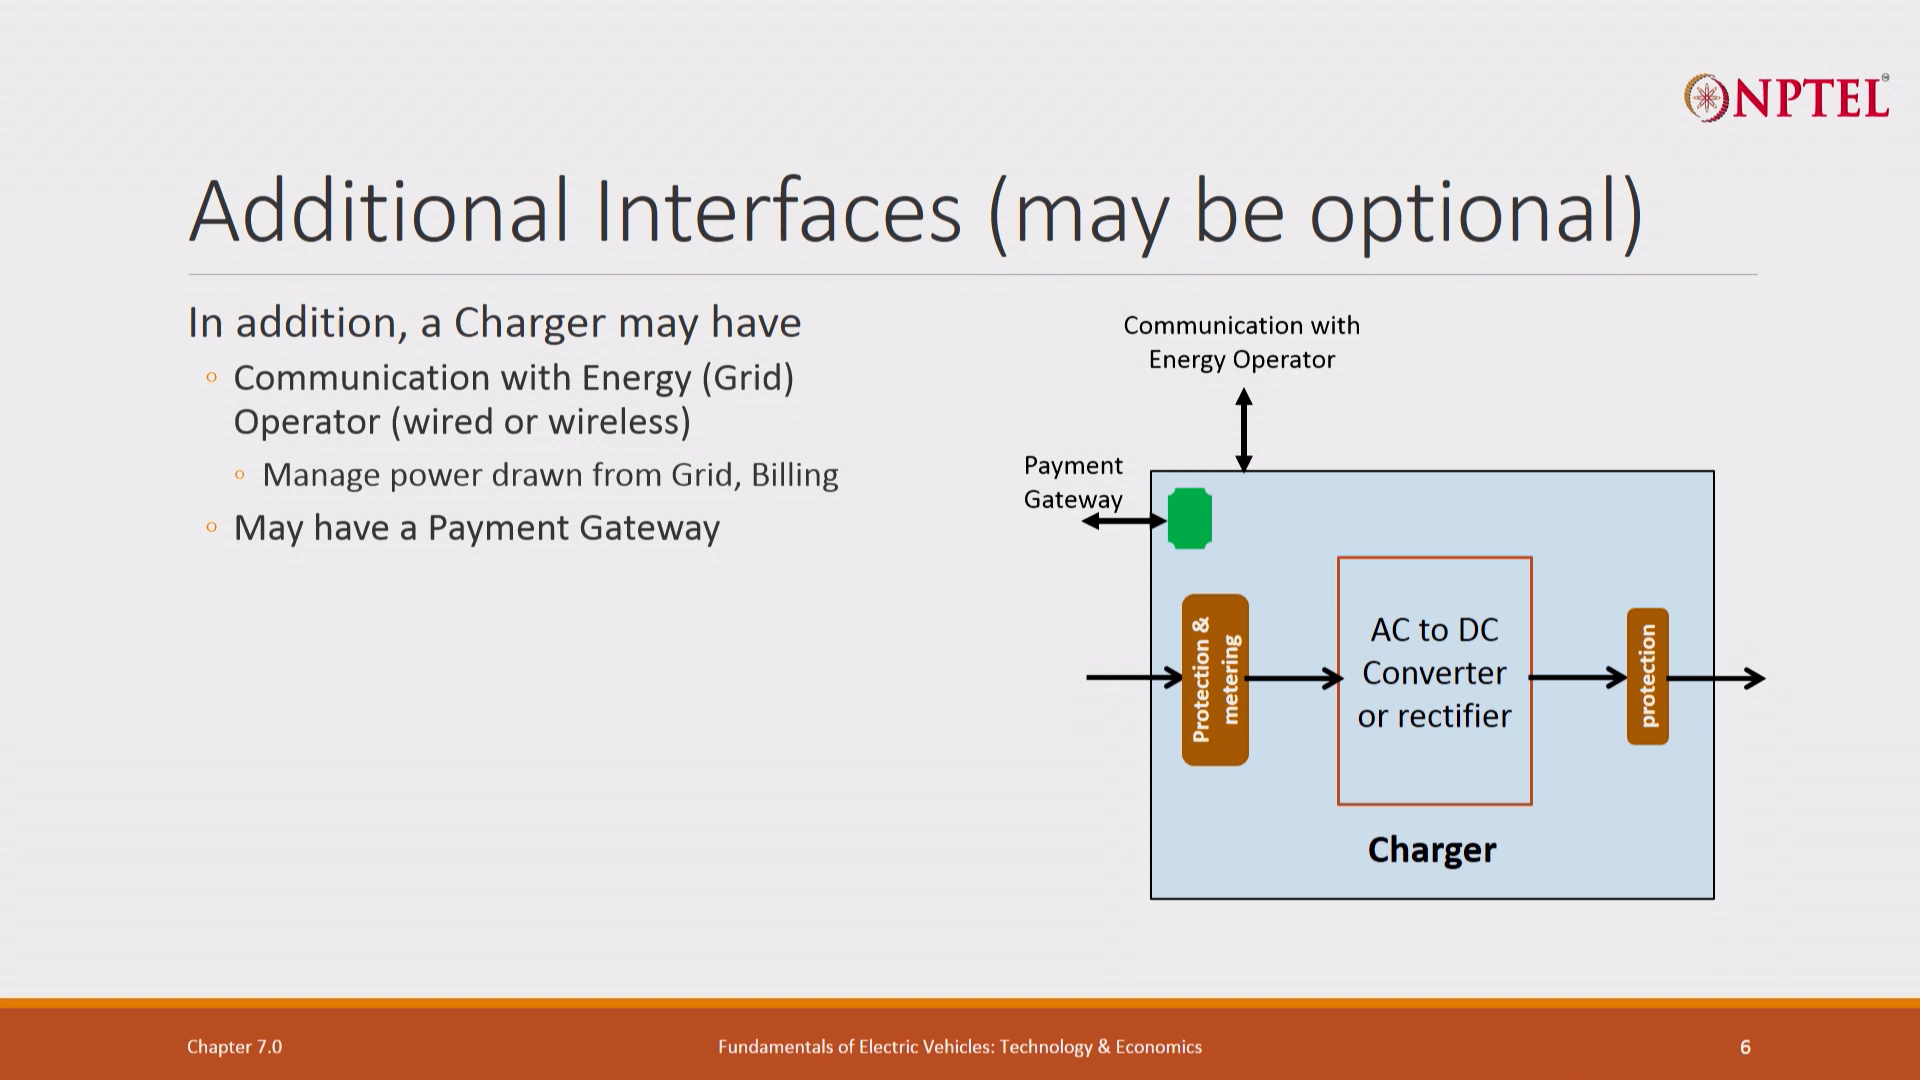 NPTEL
Additional Interfaces (may be optional)
In addition, a Charger may have
Communication with Energy (Grid)
Operator (wired or wireless)
Manage power drawn from Grid, Billing
May have a Payment Gateway
Communication with
Energy Operator
Payment
Gateway
Protection &
metering
AC to DC
Converter
or rectifier
protection
Charger
Chapter 7.0
Fundamentals of Electric Vehicles: Technology & Economics
6